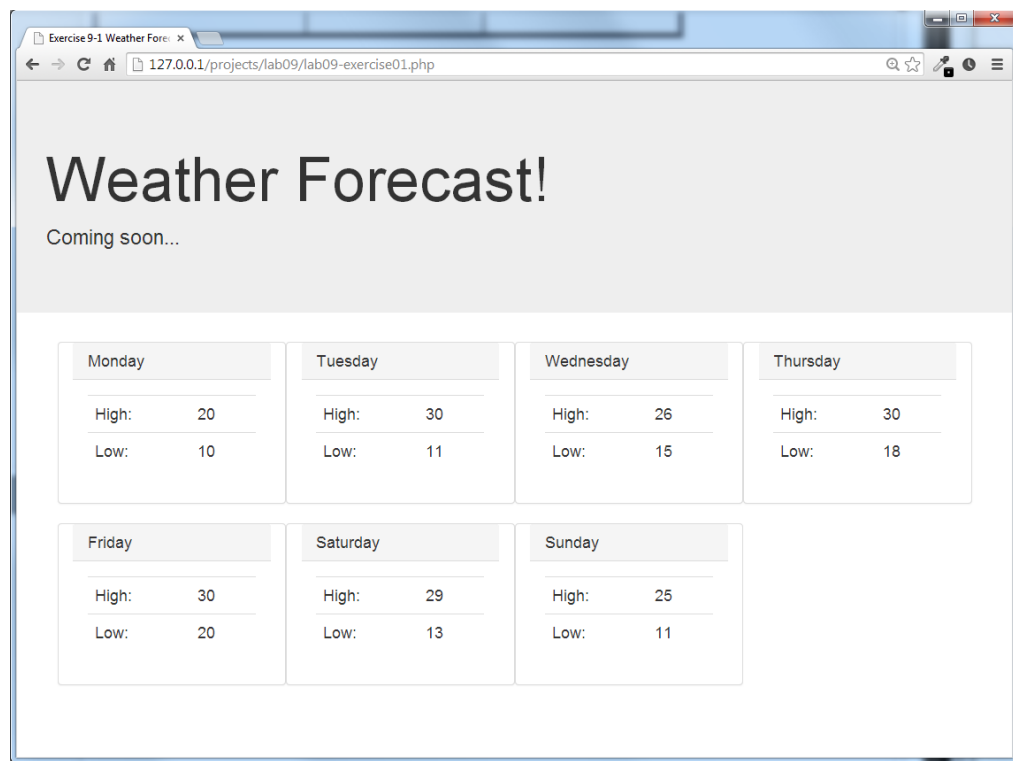 Exercise 9-1 Weather Fore
127.0.0.1/projects/lab09/lab09-exercise01.php
Weather Forecast!
Coming soon...
Monday
High: 20
Low: 10
Tuesday
High: 30
Low: 11
Wednesday
High: 26
Low: 15
Thursday
High: 30
Low: 18
Friday
High: 30
Low: 20
Saturday
High: 29
Low: 13
Sunday
High: 25
Low: 11